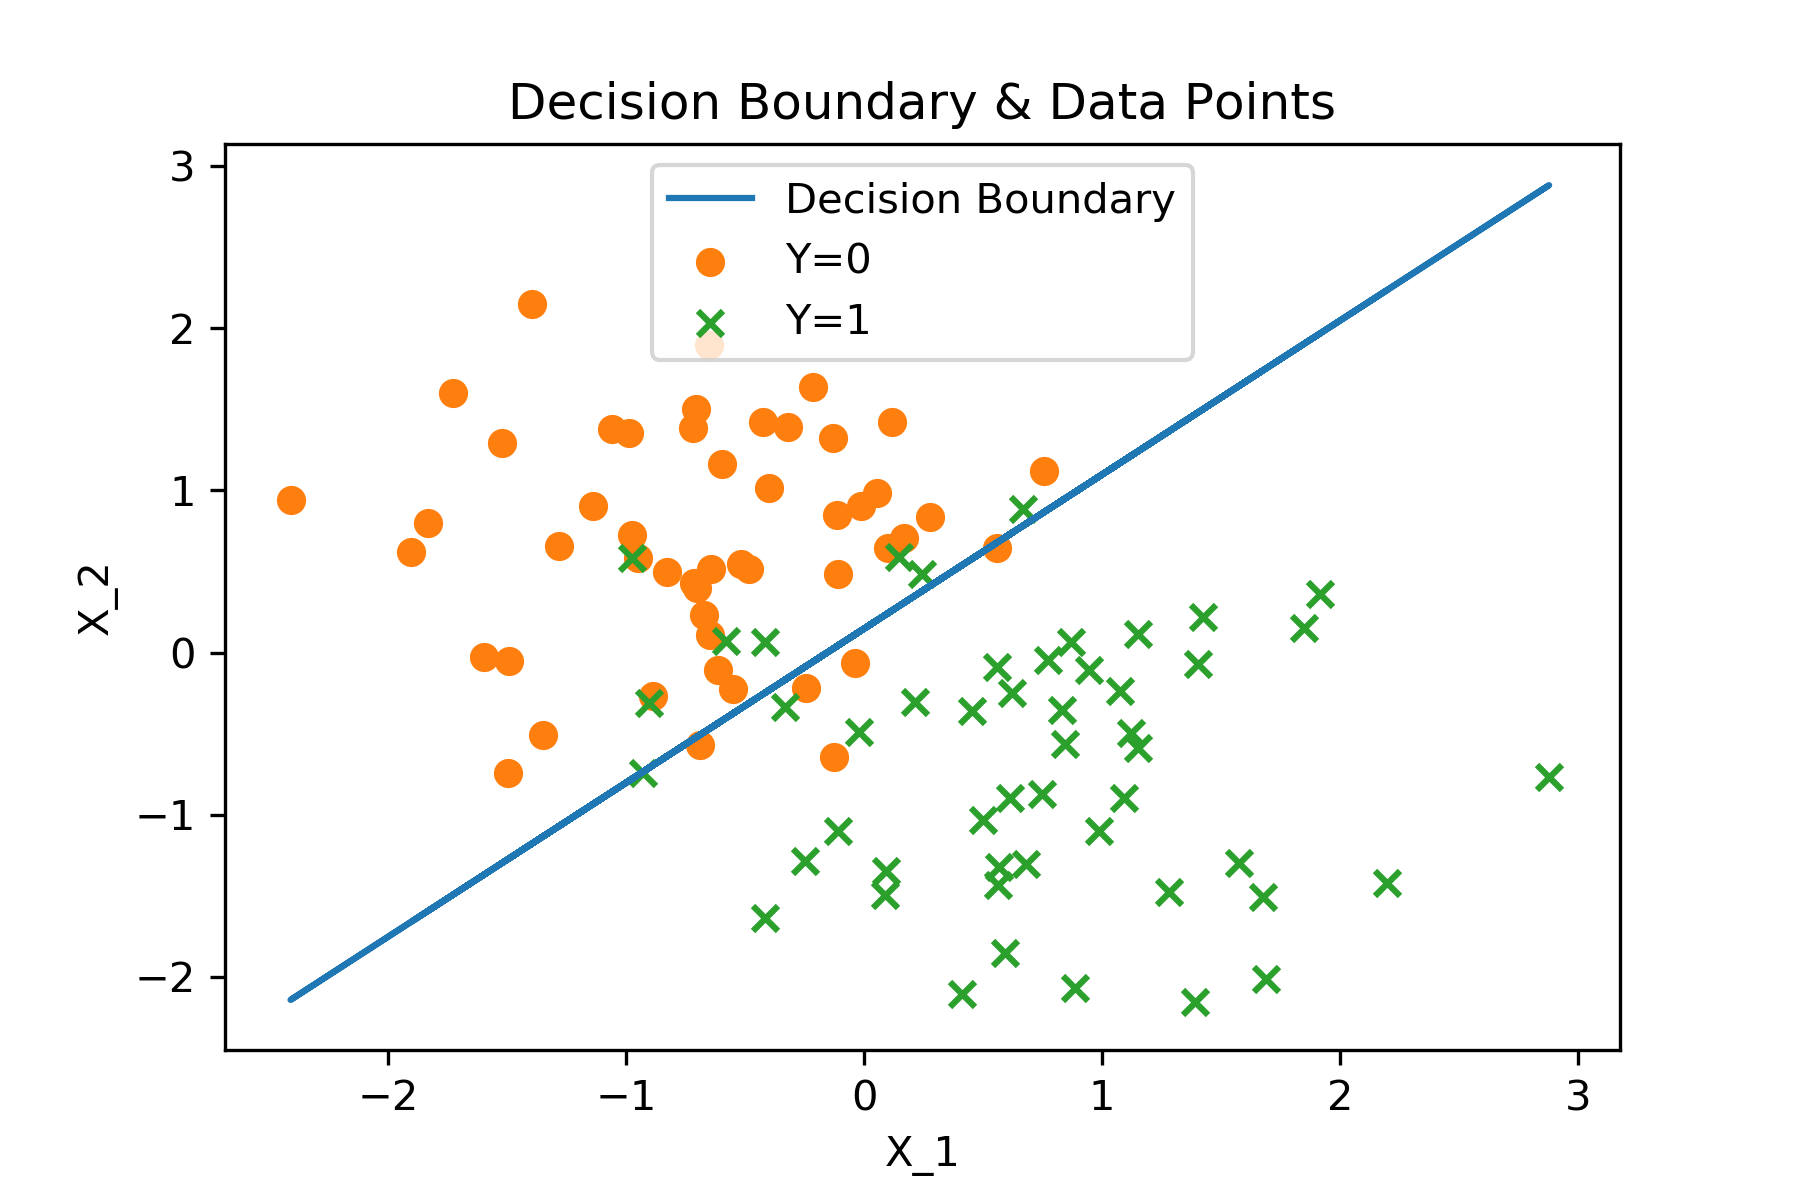 Decision Boundary & Data Points
Decision Boundary
Y=0
Y=1
3
2
1
0
−1
−2
X_2
−2
−1
0
1
2
3
X_1